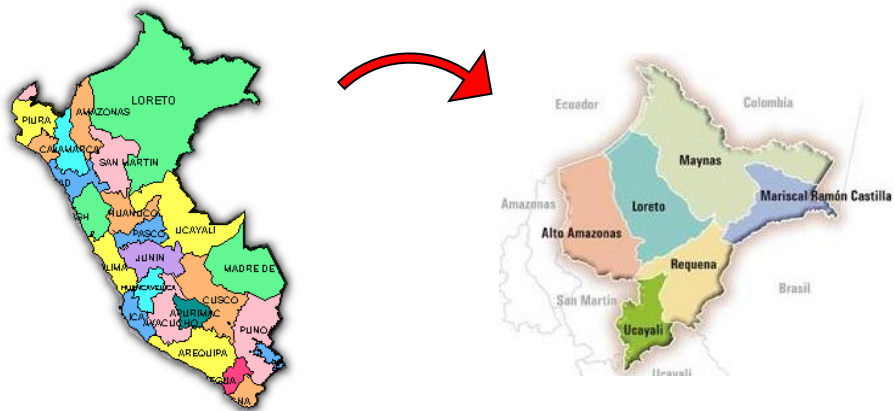 LORETO
AMAZONAS
PIURA
CAJAMARCA
SAN MARTIN
HUANUCO
UCAYALI
PASCO
JUNIN
LIMA
MADRE DE
HUANCAVELICA
CUSCO
ICA
APURIMAC
AYACUCHO
PUNO
AREQUIPA
Ecuador
Colombia
Maynas
Mariscal Ramón Castilla
Amazonas
Loreto
Alto Amazonas
Requena
Brasil
San Martin
Ucayali
Ucayali